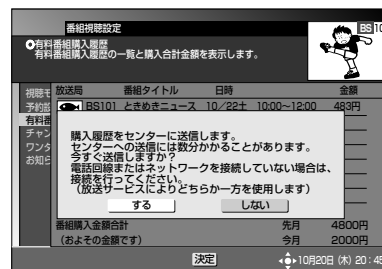 番組視聴設定
BS 10
有料番組購入履歴
有料番組購入履歴の一覧と購入合計金額を表示します。
視聴
放送局 番組タイトル 日時 金額
予約
BS101 ときめきニュース 10/22土 10:00~12:00 483円
有料番
チャン
ワンタ
お知ら
購入履歴をセンターに送信します。
センターへの送信には数分かかることがあります。
今すぐ送信しますか?
電話回線またはネットワークを接続していない場合は、
接続を行ってください。
(放送サービスによりどちらか一方を使用します)
する しない
番組購入金額合計 先月 4800円
(およその金額です) 今月 2000円
決定 10月20日 (木) 20:45